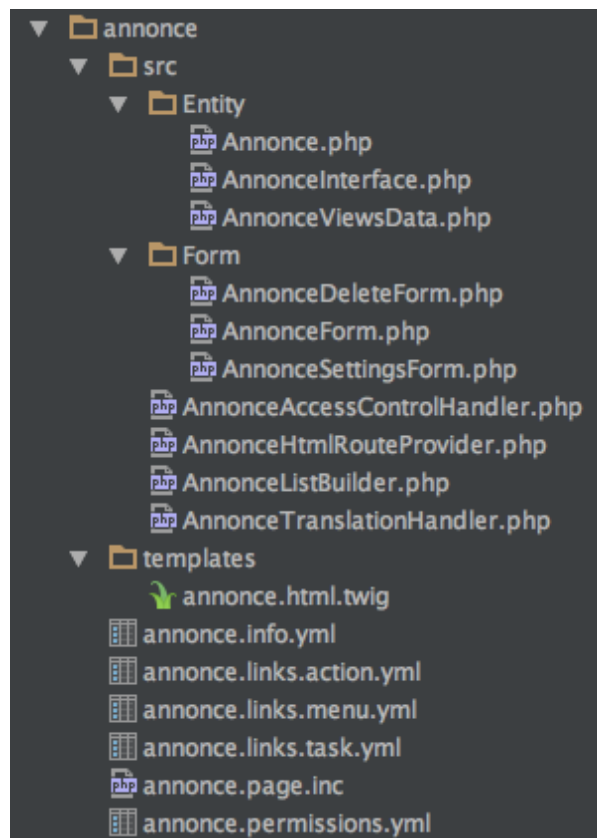 annonce
src
Entity
Annonce.php
AnnonceInterface.php
AnnonceViewsData.php
Form
AnnonceDeleteForm.php
AnnonceForm.php
AnnonceSettingsForm.php
AnnonceAccessControlHandler.php
AnnonceHtmlRouteProvider.php
AnnonceListBuilder.php
AnnonceTranslationHandler.php
templates
annonce.html.twig
annonce.info.yml
annonce.links.action.yml
annonce.links.menu.yml
annonce.links.task.yml
annonce.page.inc
annonce.permissions.yml